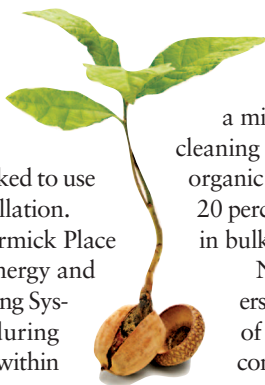 ked to use
llation.
rmick Place
nergy and
ng Sys-
during
within
a mi
cleaning
organic
20 perc
in bulk
N
ers
of
con